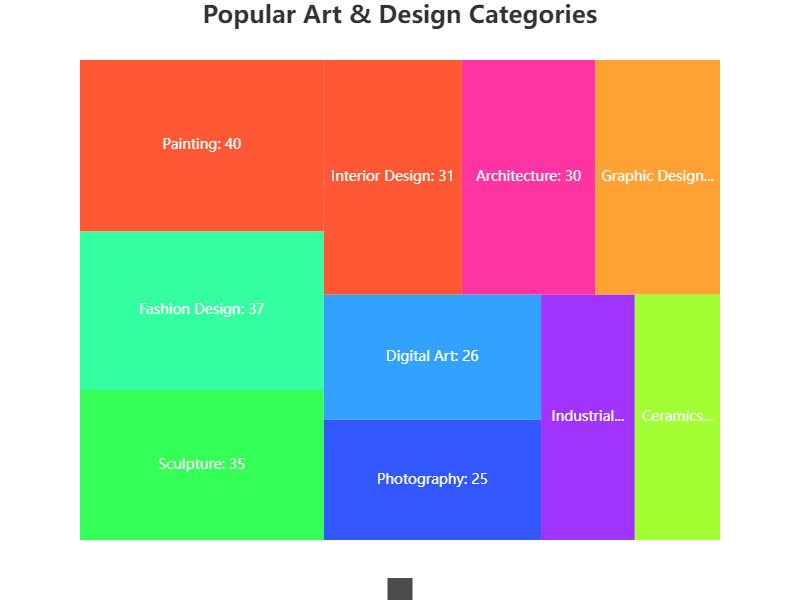 Popular Art & Design Categories
Painting: 40
Interior Design: 31
Architecture: 30
Graphic Design...
Fashion Design: 37
Digital Art: 26
Industrial...
Ceramics...
Sculpture: 35
Photography: 25